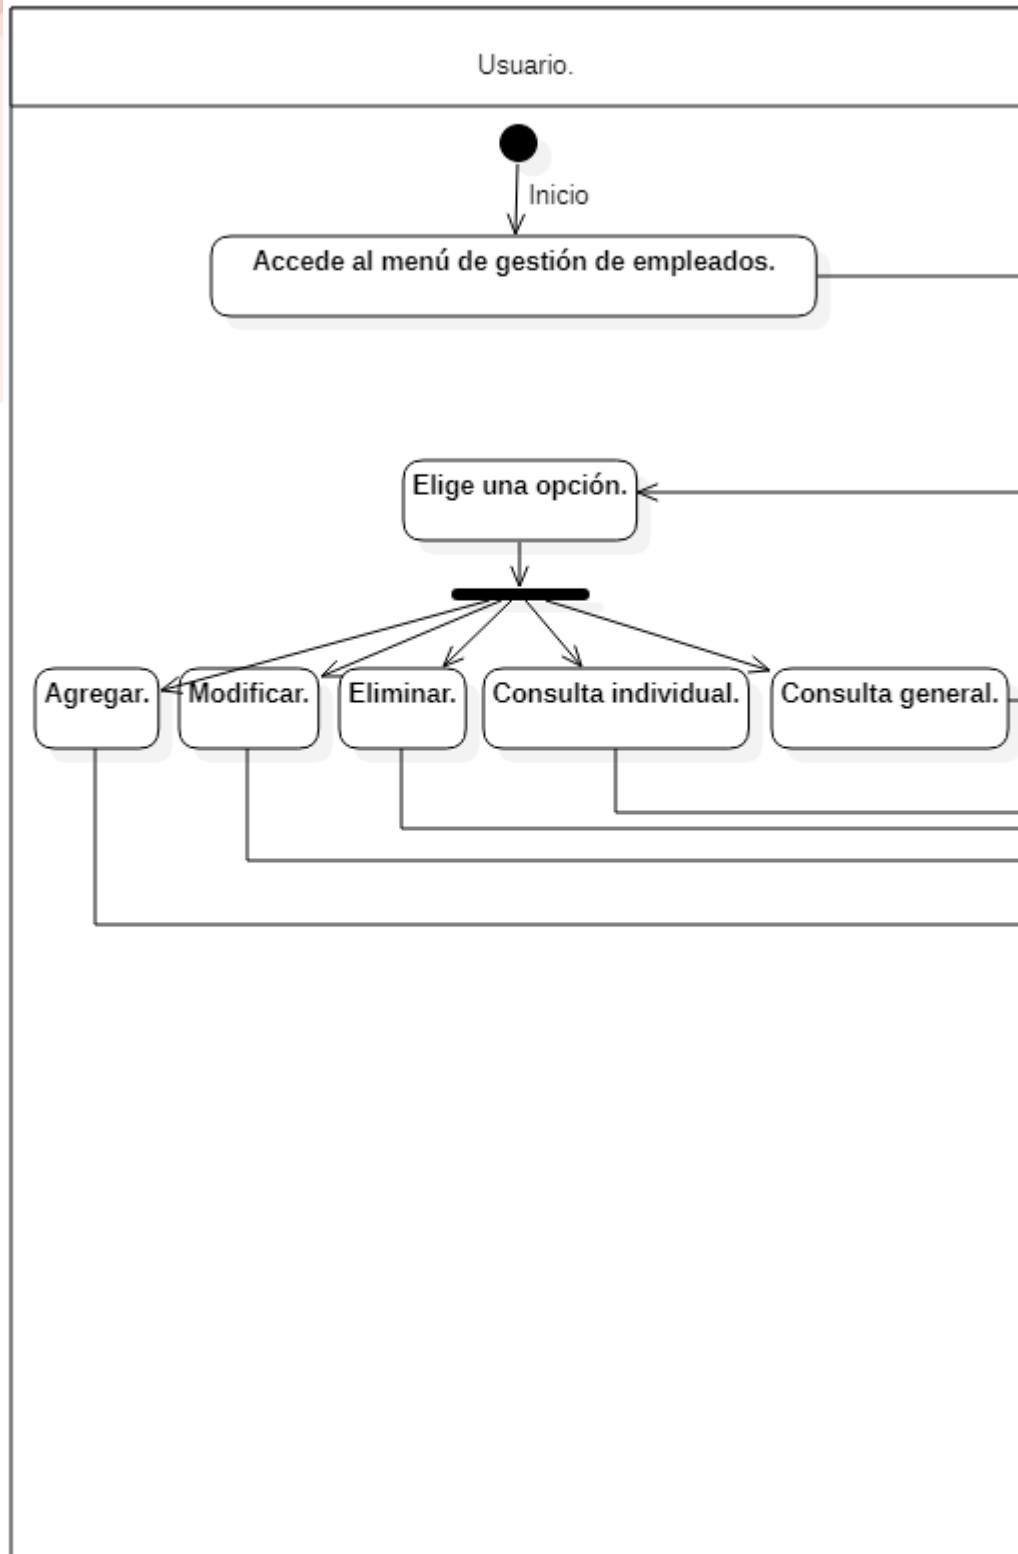 Usuario.
Inicio
Accede al menú de gestión de empleados.
Elige una opción.
Agregar.
Modificar.
Eliminar.
Consulta individual.
Consulta general.